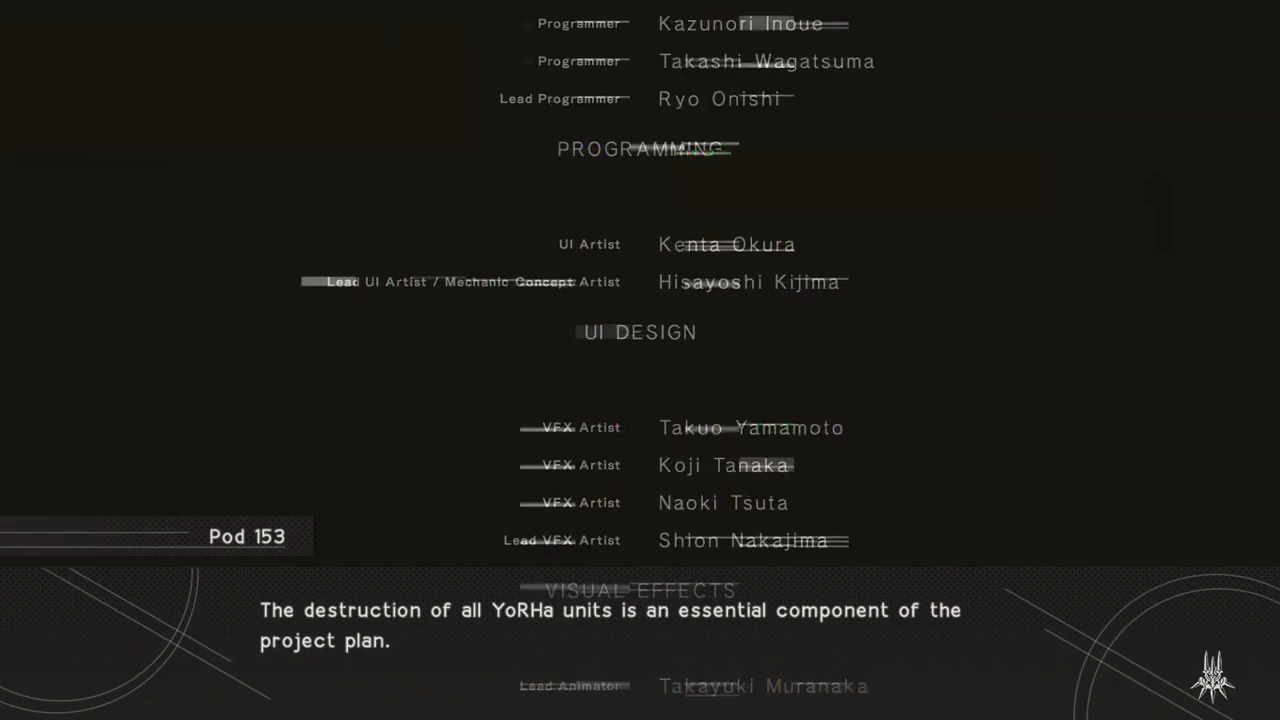 Programmer Kazunori Inoue
Programmer Takashi Wagatsuma
Lead Programmer Ryo Onishi
PROGRAMMING
UI Artist Kenta Okura
Lead UI Artist / Mechanic Concept Artist Hisayoshi Kijima
UI DESIGN
VFX Artist Takuo Yamamoto
VFX Artist Koji Tanaka
VFX Artist Naoki Tsuta
Lead VFX Artist Shion Nakajima
Pod 153
VISUAL EFFECTS
The destruction of all YoRHa units is an essential component of the
project plan.
Lead Animator Takayuki Muranaka